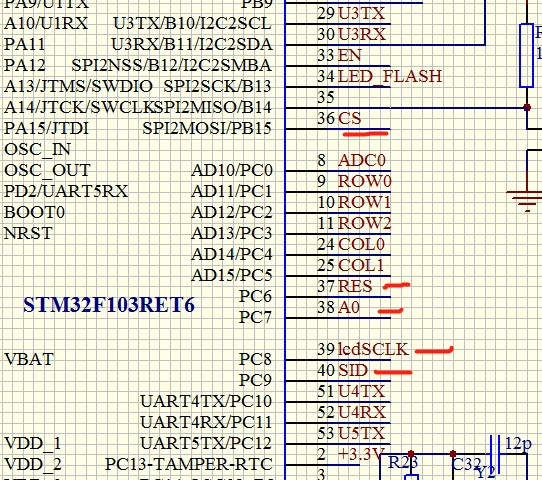 PA9/U1TX PB9
29 U3TX
A10/U1RX U3TX/B10/I2C2SCL
30 U3RX
PA11 U3RX/B11/I2C2SDA
33 EN
PA12 SPI2NSS/B12/I2C2SMBA
34 LED_FLASH
A13/JTMS/SWDIO SPI2SCK/B13
35
A14/JTCK/SWCLK SPI2MISO/B14
36 CS
PA15/JTDI SPI2MOSI/PB15
OSC_IN
8 ADC0
OSC_OUT AD10/PC0
9 ROW0
PD2/UART5RX AD11/PC1
10 ROW1
BOOT0 AD12/PC2
11 ROW2
NRST AD13/PC3
24 COL0
AD14/PC4
25 COL1
AD15/PC5
37 RES
PC6
STM32F103RET6
38 A0
PC7
39 lcdSCLK
VBAT PC8
40 SID
PC9
51 U4TX
UART4TX/PC10
52 U4RX
UART4RX/PC11
53 U5TX
VDD_1 UART5TX/PC12
12p
2 +3.3V
R23 C32
VDD_2 PC13-TAMPER-RTC
Y2
3